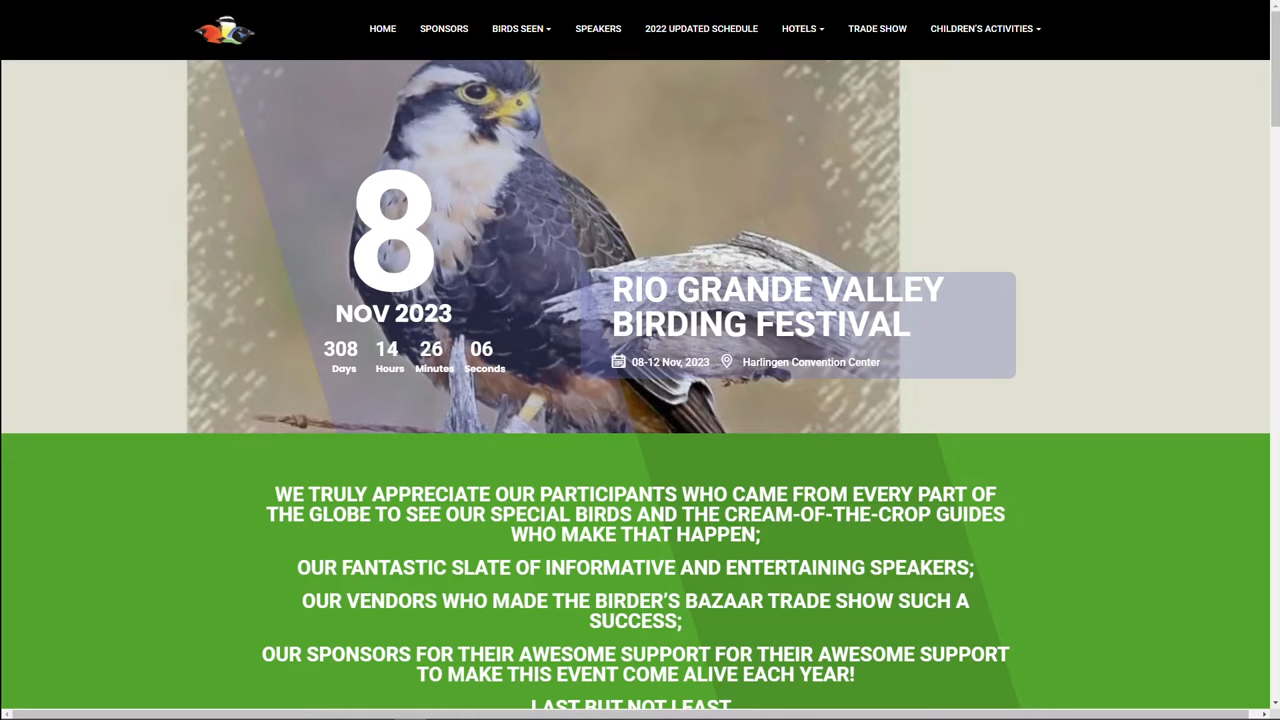 HOME SPONSORS BIRDS SEEN SPEAKERS 2022 UPDATED SCHEDULE HOTELS TRADE SHOW CHILDREN'S ACTIVITIES
8
NOV 2023
308 14 26 06
Days Hours Minutes Seconds
RIO GRANDE VALLEY
BIRDING FESTIVAL
08-12 Nov, 2023 Harlingen Convention Center
WE TRULY APPRECIATE OUR PARTICIPANTS WHO CAME FROM EVERY PART OF
THE GLOBE TO SEE OUR SPECIAL BIRDS AND THE CREAM-OF-THE-CROP GUIDES
WHO MAKE THAT HAPPEN;
OUR FANTASTIC SLATE OF INFORMATIVE AND ENTERTAINING SPEAKERS;
OUR VENDORS WHO MADE THE BIRDER'S BAZAAR TRADE SHOW SUCH A
SUCCESS;
OUR SPONSORS FOR THEIR AWESOME SUPPORT FOR THEIR AWESOME SUPPORT
TO MAKE THIS EVENT COME ALIVE EACH YEAR!
LAST BUT NOT LEAST